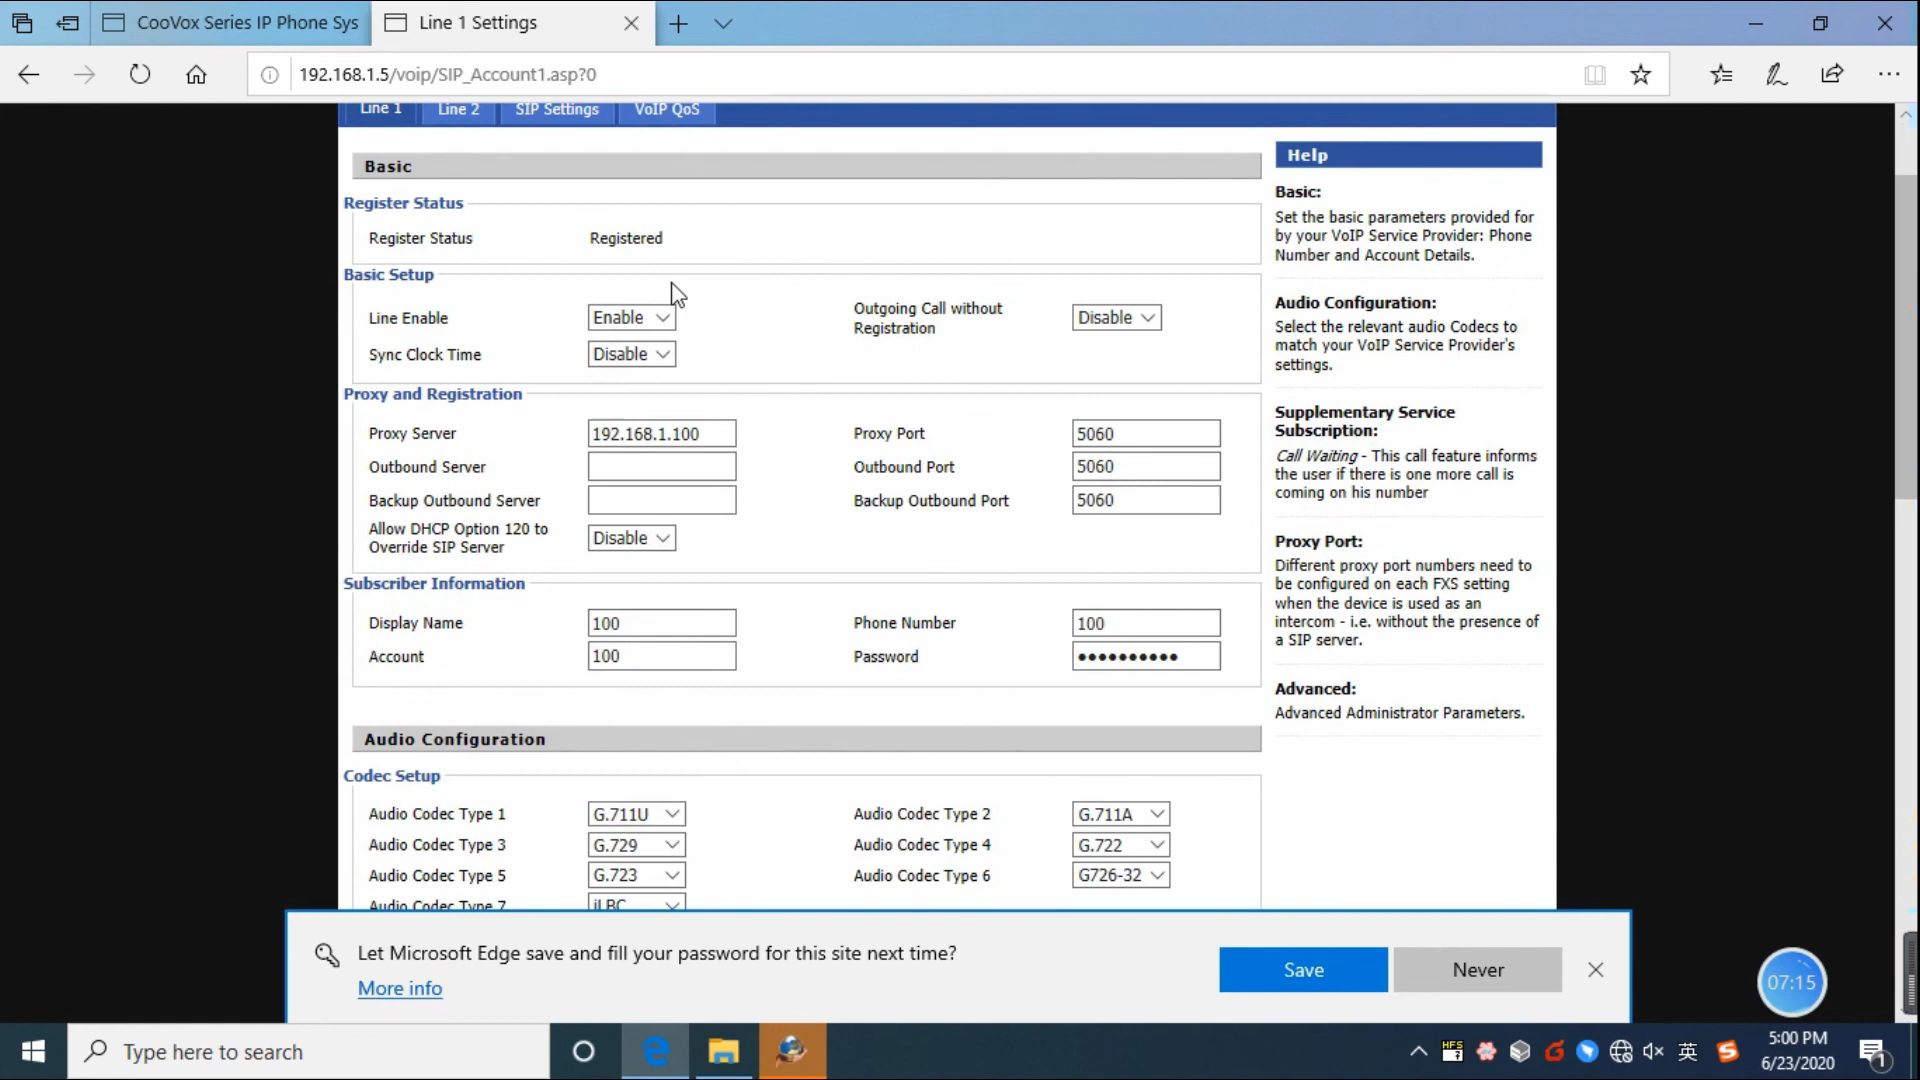 CooVox Series IP Phone Sys
Line 1 Settings
192.168.1.5/voip/SIP_Account1.asp?0
Line 1
Line 2
SIP Settings
VoIP QoS
Basic
Register Status
Register Status
Registered
Basic Setup
Line Enable
Enable
Outgoing Call without
Registration
Disable
Sync Clock Time
Disable
Proxy and Registration
Proxy Server
192.168.1.100
Proxy Port
5060
Outbound Server
Outbound Port
5060
Backup Outbound Server
Backup Outbound Port
5060
Allow DHCP Option 120 to
Override SIP Server
Disable
Subscriber Information
Display Name
100
Phone Number
100
Account
100
Password
••••••••••
Audio Configuration
Codec Setup
Audio Codec Type 1
G.711U
Audio Codec Type 2
G.711A
Audio Codec Type 3
G.729
Audio Codec Type 4
G.722
Audio Codec Type 5
G.723
Audio Codec Type 6
G726-32
Audio Codec Type 7
iLBC
Help
Basic:
Set the basic parameters provided for
by your VoIP Service Provider: Phone
Number and Account Details.
Audio Configuration:
Select the relevant audio Codecs to
match your VoIP Service Provider's
settings.
Supplementary Service
Subscription:
Call Waiting - This call feature informs
the user if there is one more call is
coming on his number
Proxy Port:
Different proxy port numbers need to
be configured on each FXS setting
when the device is used as an
intercom - i.e. without the presence of
a SIP server.
Advanced:
Advanced Administrator Parameters.
Let Microsoft Edge save and fill your password for this site next time?
More info
Save
Never
07:15
Type here to search
HFS
?
英
5:00 PM
6/23/2020
1